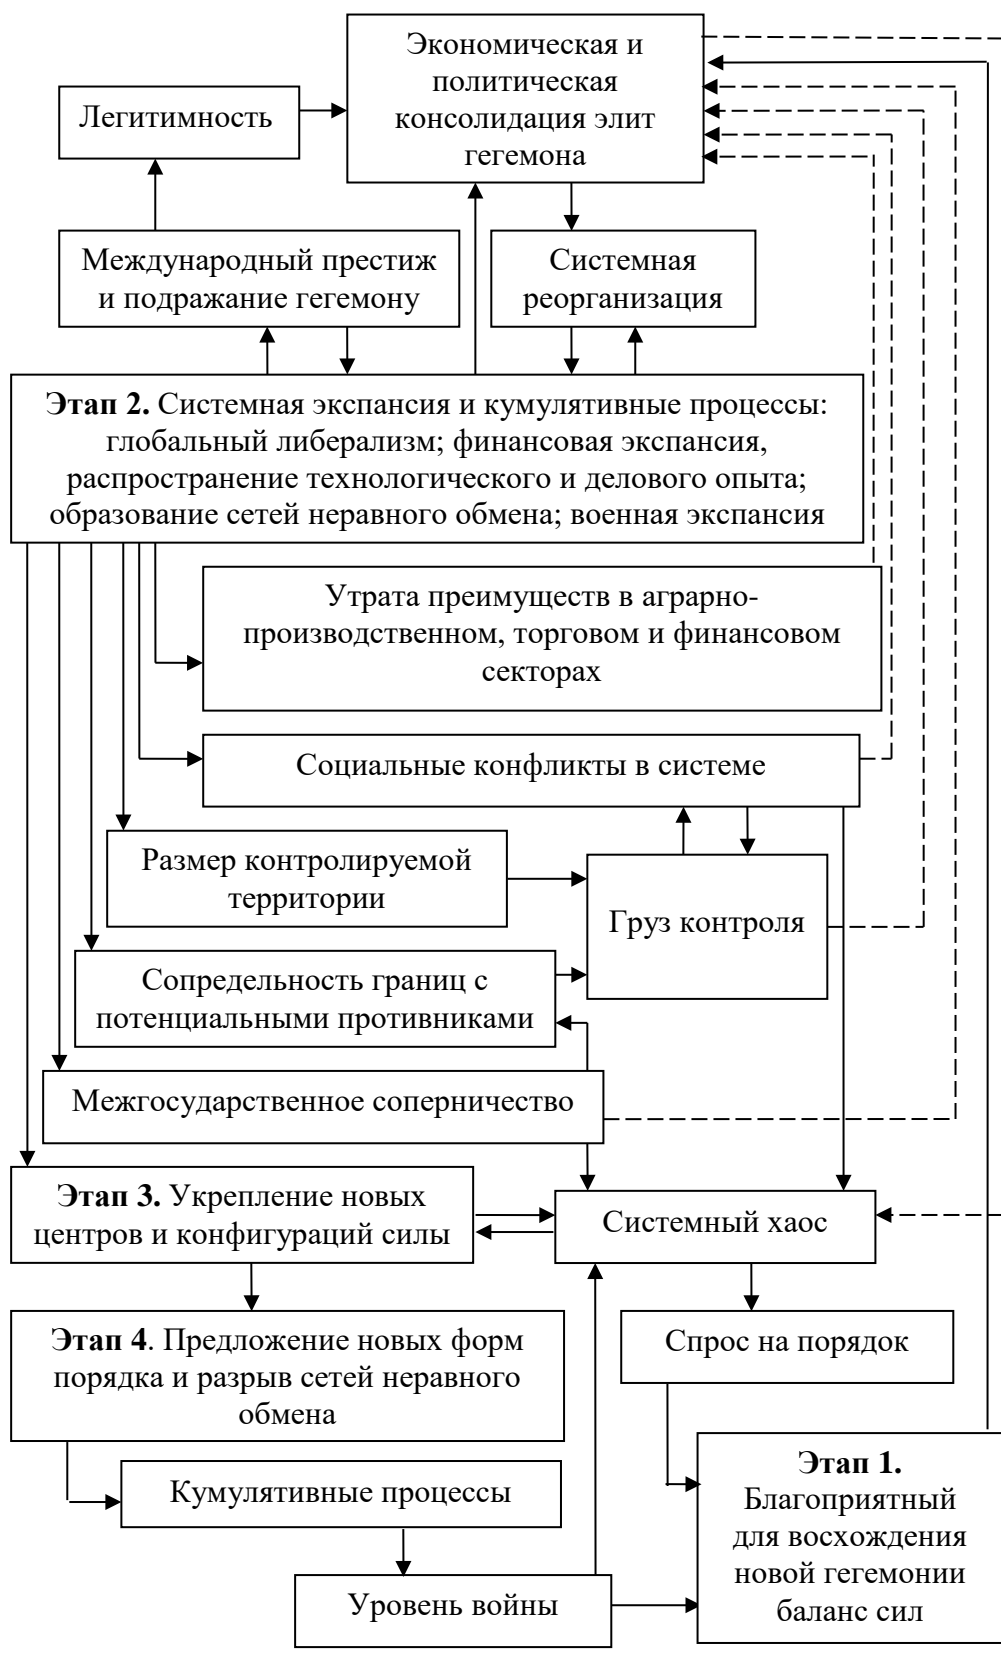 Экономическая и
политическая
консолидация элит
гегемона
Легитимность
Международный престиж
и подражание гегемону
Системная
реорганизация
Этап 2. Системная экспансия и кумулятивные процессы:
глобальный либерализм; финансовая экспансия,
распространение технологического и делового опыта;
образование сетей неравного обмена; военная экспансия
Утрата преимуществ в аграрно-
производственном, торговом и финансовом
секторах
Социальные конфликты в системе
Размер контролируемой
территории
Груз контроля
Сопредельность границ с
потенциальными противниками
Межгосударственное соперничество
Этап 3. Укрепление новых
центров и конфигураций силы
Системный хаос
Этап 4. Предложение новых форм
порядка и разрыв сетей неравного
обмена
Спрос на порядок
Кумулятивные процессы
Этап 1.
Благоприятный
для восхождения
новой гегемонии
баланс сил
Уровень войны